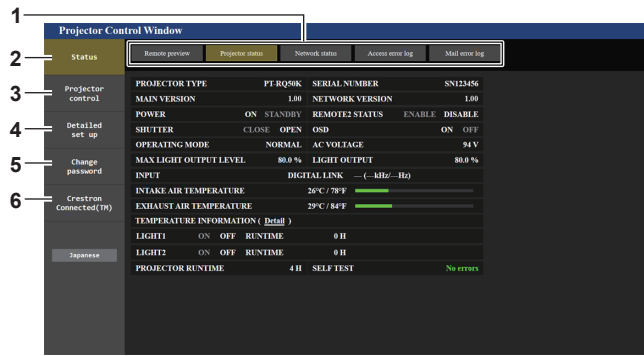 1
Projector Control Window
2
Status
Remote preview Projector status Network status Access error log Mail error log
3
Projector
control
4
Detailed
set up
5
Change
password
6
Crestron
Connected(TM)
Japanese
PROJECTOR TYPE PT-RQ50K SERIAL NUMBER SN123456
MAIN VERSION 1.00 NETWORK VERSION 1.00
POWER ON STANDBY REMOTE2 STATUS ENABLE DISABLE
SHUTTER CLOSE OPEN OSD ON OFF
OPERATING MODE NORMAL AC VOLTAGE 94 V
MAX LIGHT OUTPUT LEVEL 80.0 % LIGHT OUTPUT 80.0 %
INPUT DIGITAL LINK — (—kHz/—Hz)
INTAKE AIR TEMPERATURE 26°C / 78°F
EXHAUST AIR TEMPERATURE 29°C / 84°F
TEMPERATURE INFORMATION ( Detail )
LIGHT1 ON OFF RUNTIME 0 H
LIGHT2 ON OFF RUNTIME 0 H
PROJECTOR RUNTIME 4 H SELF TEST No errors